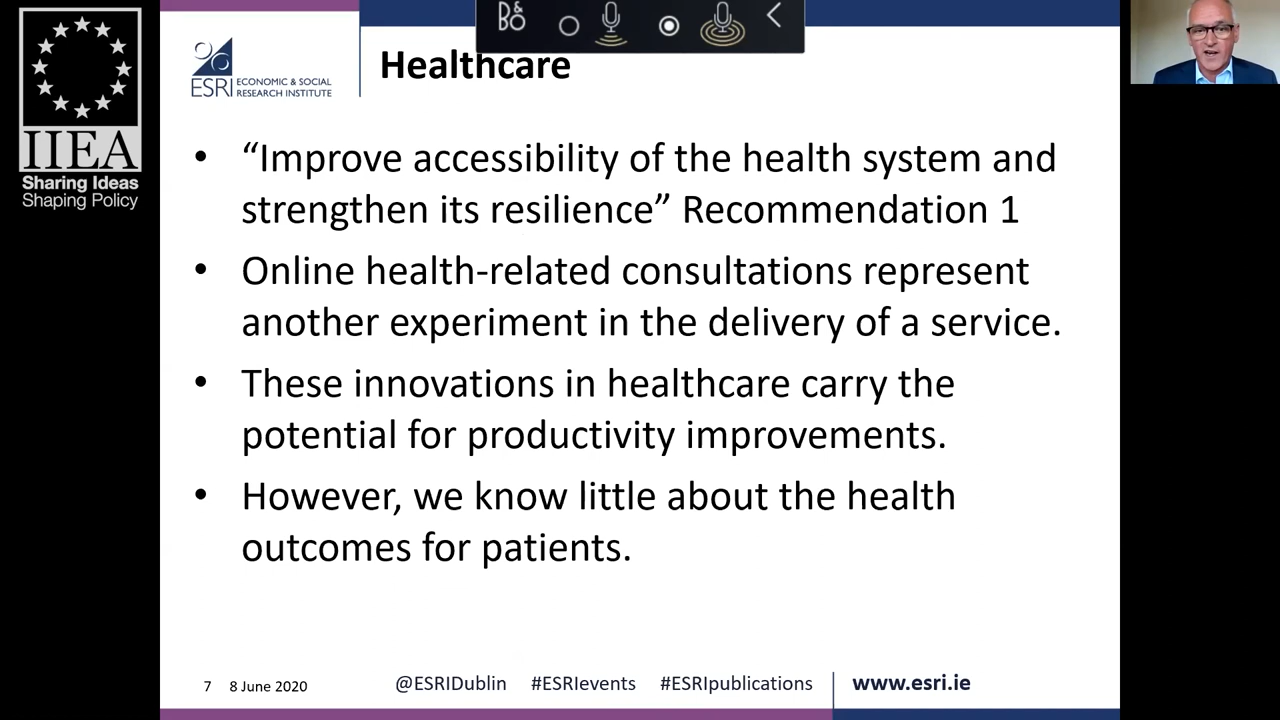 IIEA
Sharing Ideas
Shaping Policy
ESRI
ECONOMIC & SOCIAL
RESEARCH INSTITUTE
B&O
Healthcare
• “Improve accessibility of the health system and
strengthen its resilience” Recommendation 1
• Online health-related consultations represent
another experiment in the delivery of a service.
• These innovations in healthcare carry the
potential for productivity improvements.
• However, we know little about the health
outcomes for patients.
7 8 June 2020 @ESRIDublin #ESRIevents #ESRIpublications www.esri.ie